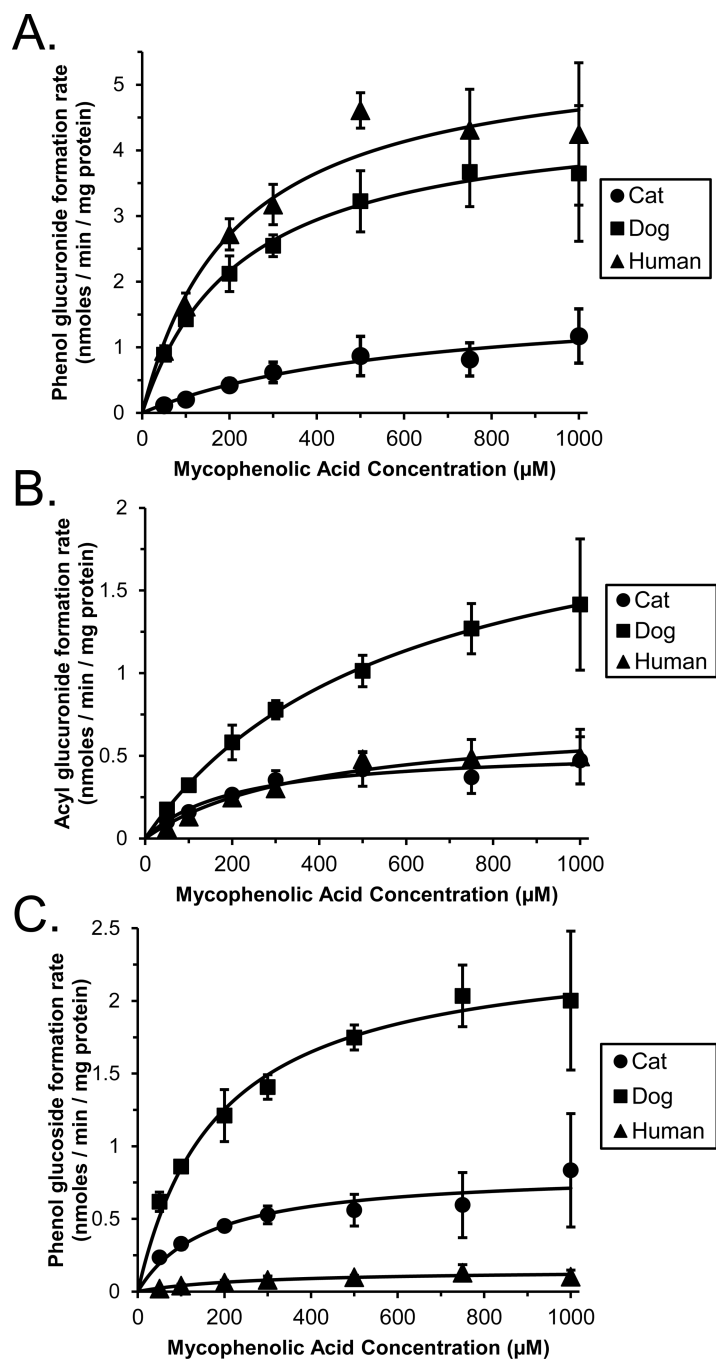 A.
Phenol glucuronide formation rate
(nmoles / min / mg protein)
5
4
3
2
1
0
0
200
400
600
800
1000
Mycophenolic Acid Concentration (µM)
Cat
Dog
Human
B.
Acyl glucuronide formation rate
(nmoles / min / mg protein)
2
1.5
1
0.5
0
0
200
400
600
800
1000
Mycophenolic Acid Concentration (µM)
Cat
Dog
Human
C.
Phenol glucoside formation rate
(nmoles / min / mg protein)
2.5
2
1.5
1
0.5
0
0
200
400
600
800
1000
Mycophenolic Acid Concentration (µM)
Cat
Dog
Human